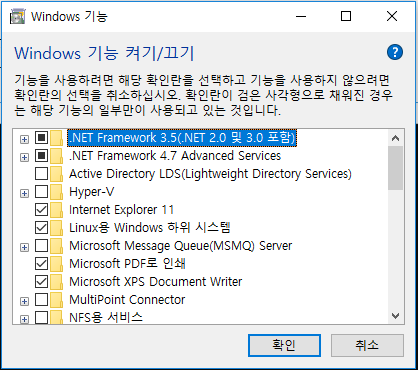 Windows 기능
Windows 기능 켜기/끄기
기능을 사용하려면 해당 확인란을 선택하고 기능을 사용하지 않으려면
확인란의 선택을 취소하십시오. 확인란이 검은 사각형으로 채워진 경우
는 해당 기능의 일부만이 사용되고 있는 것입니다.
.NET Framework 3.5(.NET 2.0 및 3.0 포함)
.NET Framework 4.7 Advanced Services
Active Directory LDS(Lightweight Directory Services)
Hyper-V
Internet Explorer 11
Linux용 Windows 하위 시스템
Microsoft Message Queue(MSMQ) Server
Microsoft PDF로 인쇄
Microsoft XPS Document Writer
MultiPoint Connector
NFS용 서비스
확인 취소